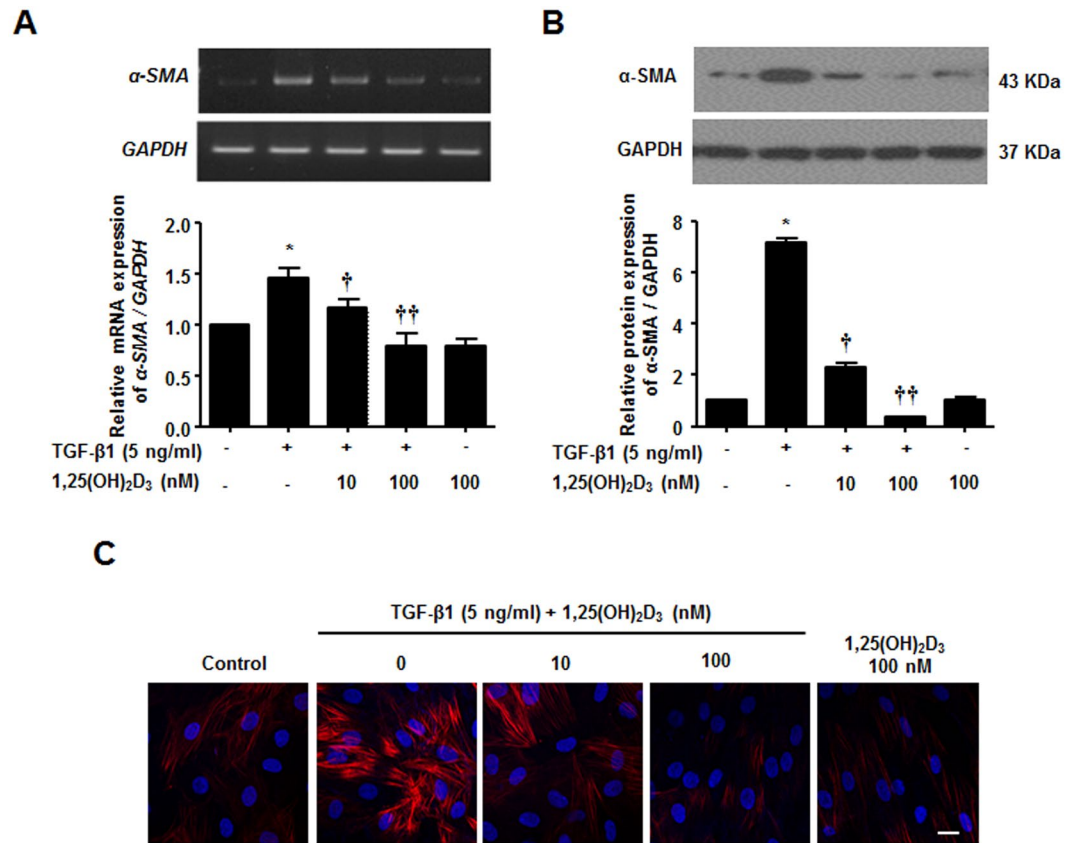 A
α-SMA
GAPDH
Relative mRNA expression
of α-SMA / GAPDH
2.0
1.5
1.0
0.5
0.0
*
†
††
TGF-β1 (5 ng/ml) - + + + -
1,25(OH)₂D₃ (nM) - - 10 100 100
B
α-SMA 43 KDa
GAPDH 37 KDa
Relative protein expression
of α-SMA / GAPDH
8
6
4
2
0
*
†
††
TGF-β1 (5 ng/ml) - + + + -
1,25(OH)₂D₃ (nM) - - 10 100 100
C
TGF-β1 (5 ng/ml) + 1,25(OH)₂D₃ (nM)
Control 0 10 100
1,25(OH)₂D₃
100 nM